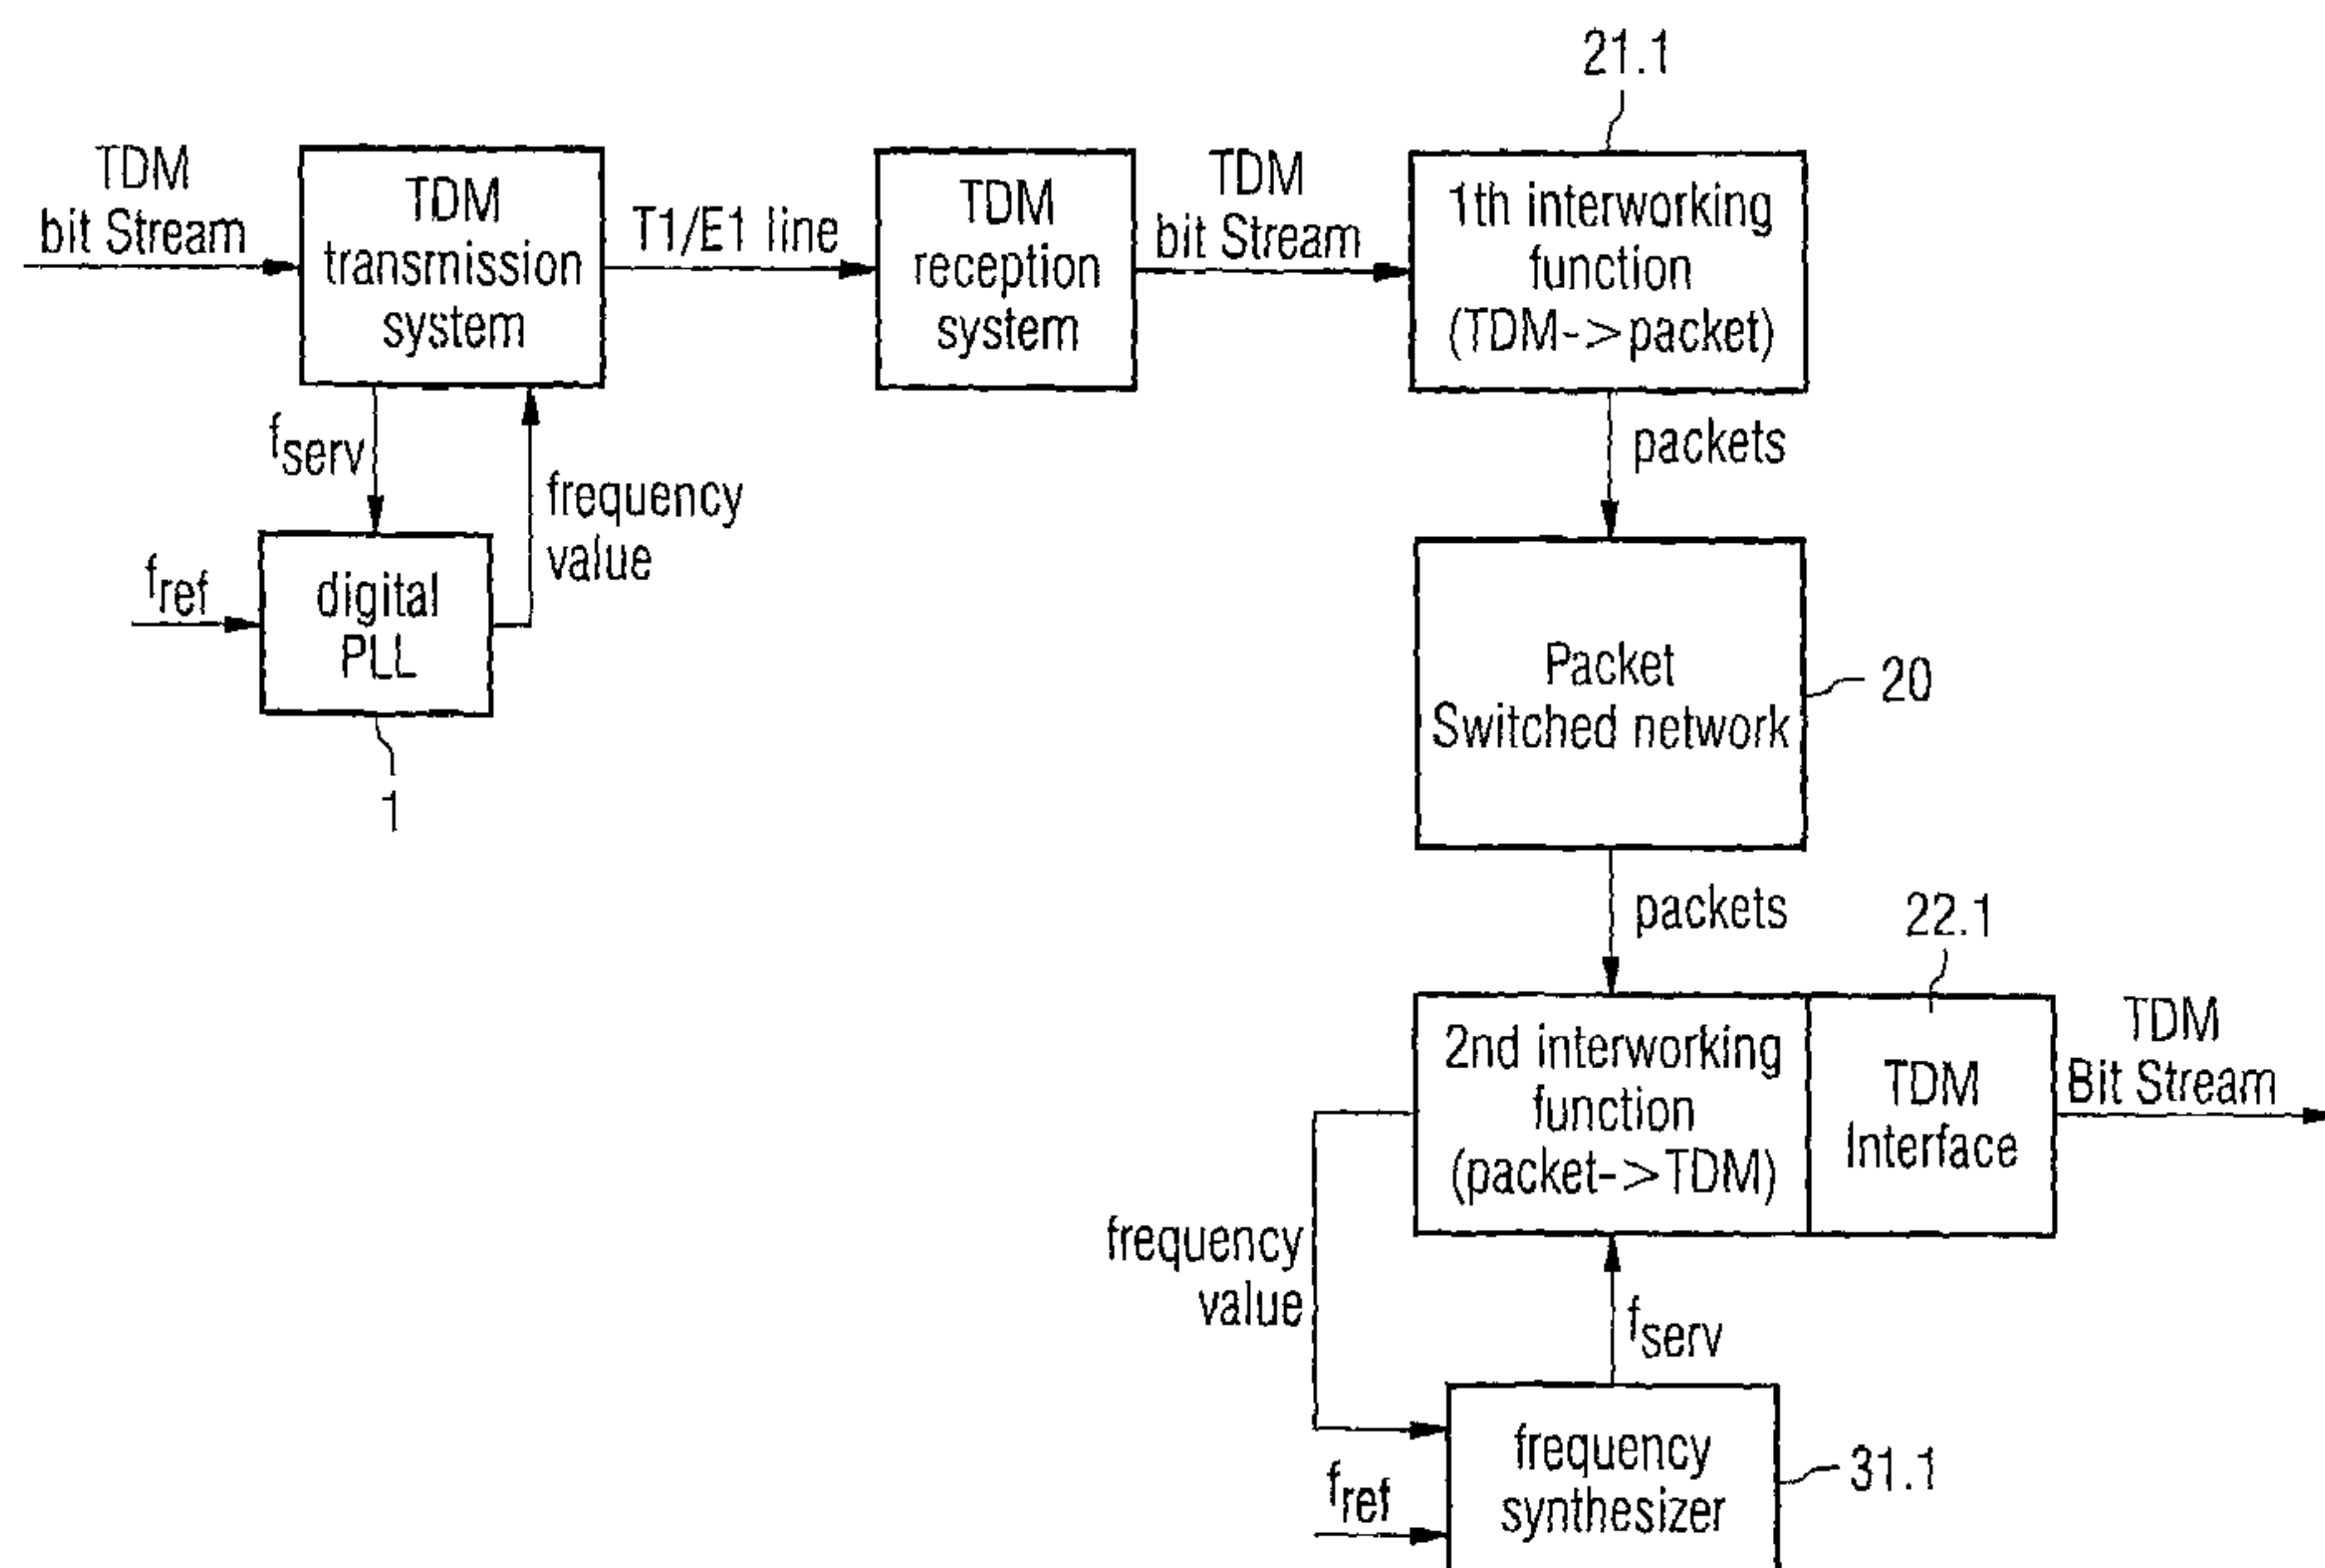 21.1
TDM
bit Stream
TDM
transmission
system
T1/E1 line
TDM
reception
system
TDM
bit Stream
1th interworking
function
(TDM->packet)
fserv
frequency
value
packets
fref
digital
PLL
1
Packet
Switched network
20
packets
22.1
2nd interworking
function
(packet->TDM)
TDM
Interface
TDM
Bit Stream
frequency
value
fserv
fref
frequency
synthesizer
31.1